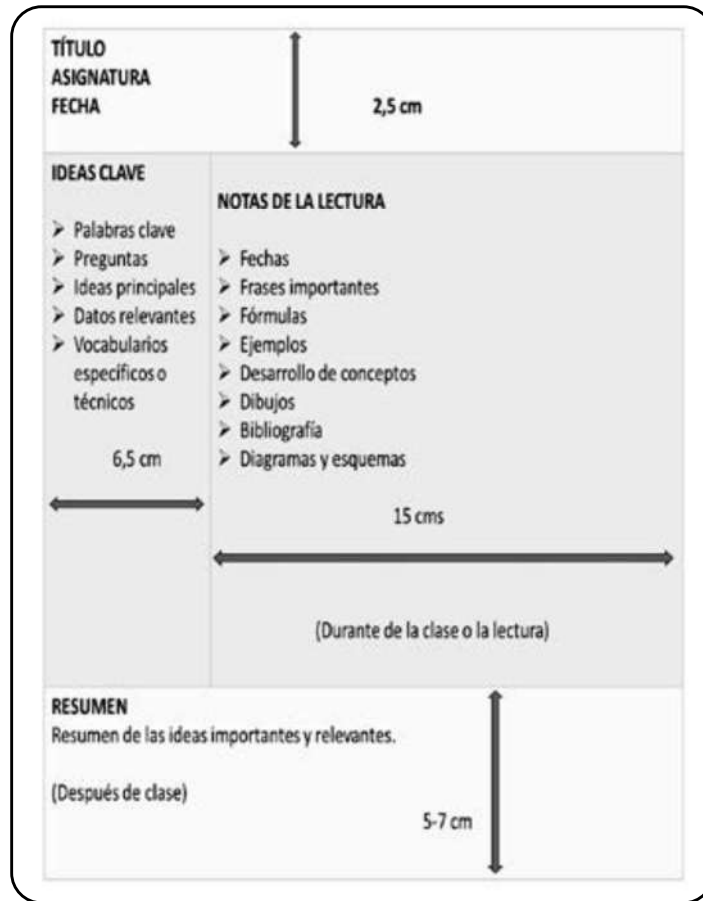 TÍTULO
ASIGNATURA
FECHA
2,5 cm
IDEAS CLAVE
➤ Palabras clave
➤ Preguntas
➤ Ideas principales
➤ Datos relevantes
➤ Vocabularios
específicos o
técnicos
6,5 cm
NOTAS DE LA LECTURA
➤ Fechas
➤ Frases importantes
➤ Fórmulas
➤ Ejemplos
➤ Desarrollo de conceptos
➤ Dibujos
➤ Bibliografía
➤ Diagramas y esquemas
15 cms
(Durante de la clase o la lectura)
RESUMEN
Resumen de las ideas importantes y relevantes.
(Después de clase)
5-7 cm